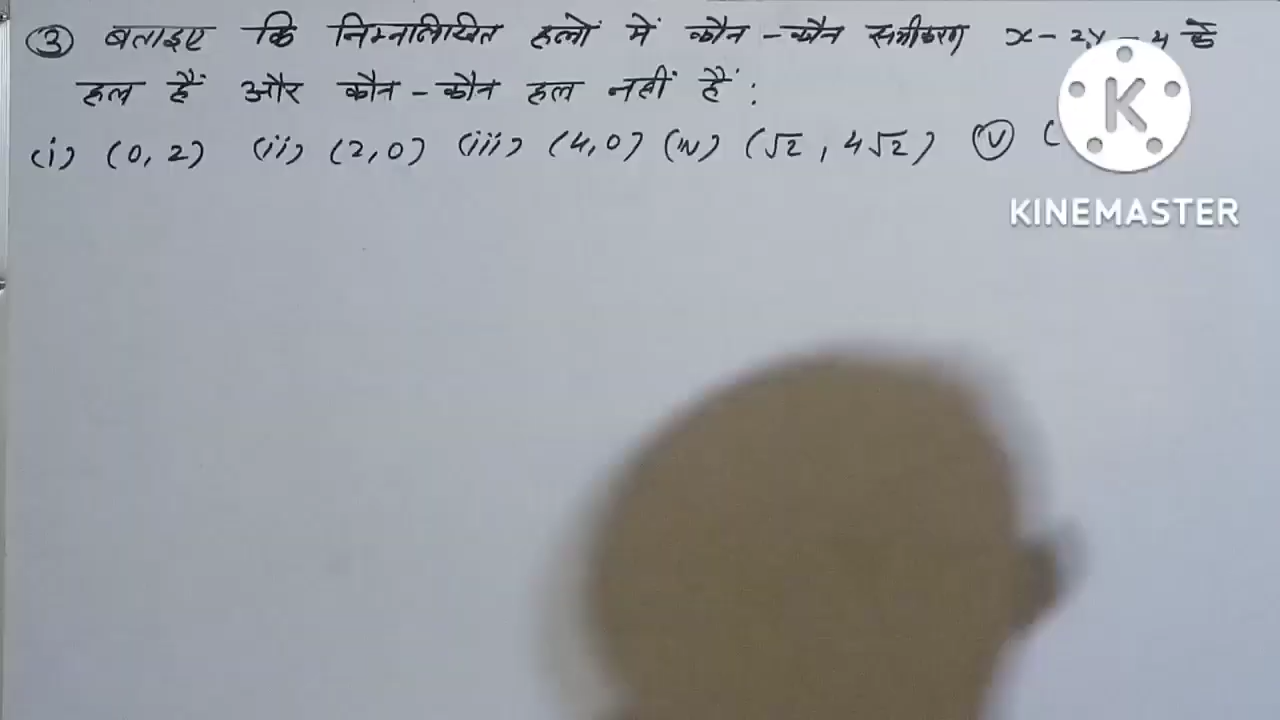 ③ बताइए कि निम्नलिखित हलों में कौन - कौन समीकरण x - 2y = 4 के
हल हैं और कौन - कौन हल नहीं हैं :
(i) (0, 2) (ii) (2, 0) (iii) (4, 0) (iv) (√2, 4√2) Ⓥ (
K
KINEMASTER